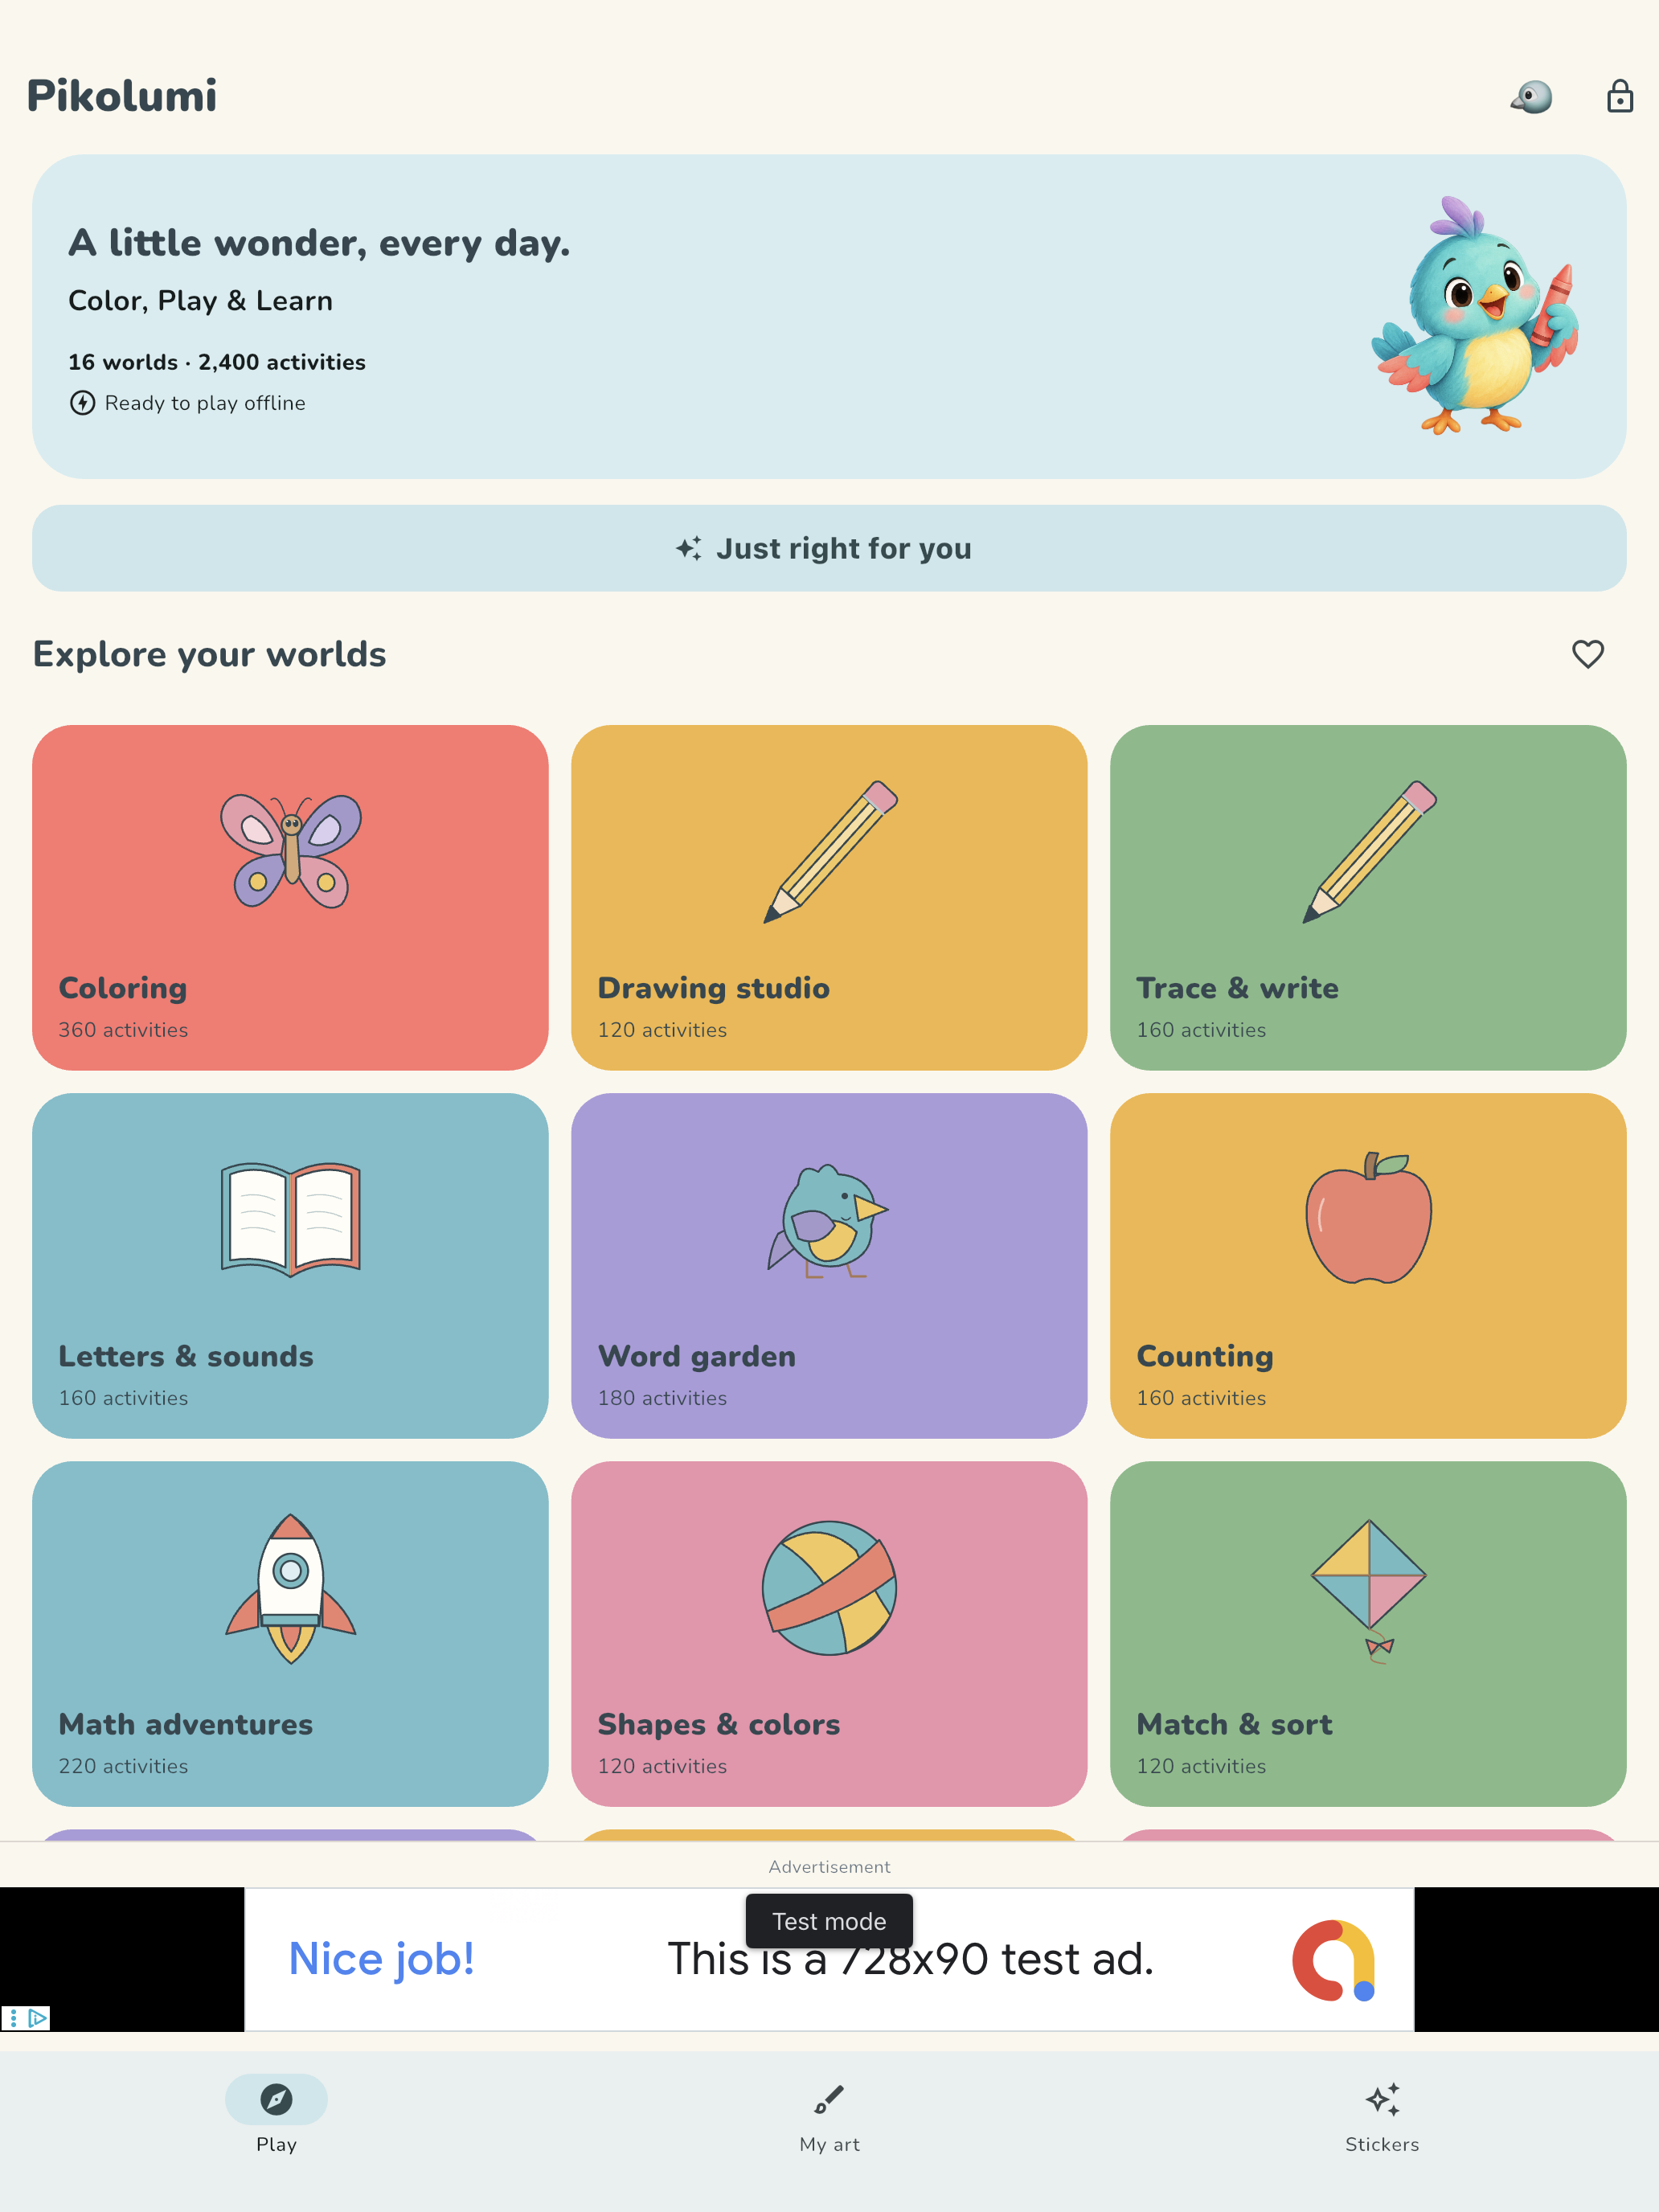 Pikolumi
A little wonder, every day.
Color, Play & Learn
16 worlds · 2,400 activities
Ready to play offline
Just right for you
Explore your worlds
Coloring
360 activities
Drawing studio
120 activities
Trace & write
160 activities
Letters & sounds
160 activities
Word garden
180 activities
Counting
160 activities
Math adventures
220 activities
Shapes & colors
120 activities
Match & sort
120 activities
Advertisement
Test mode
Nice job!
This is a 728x90 test ad.
Play
My art
Stickers